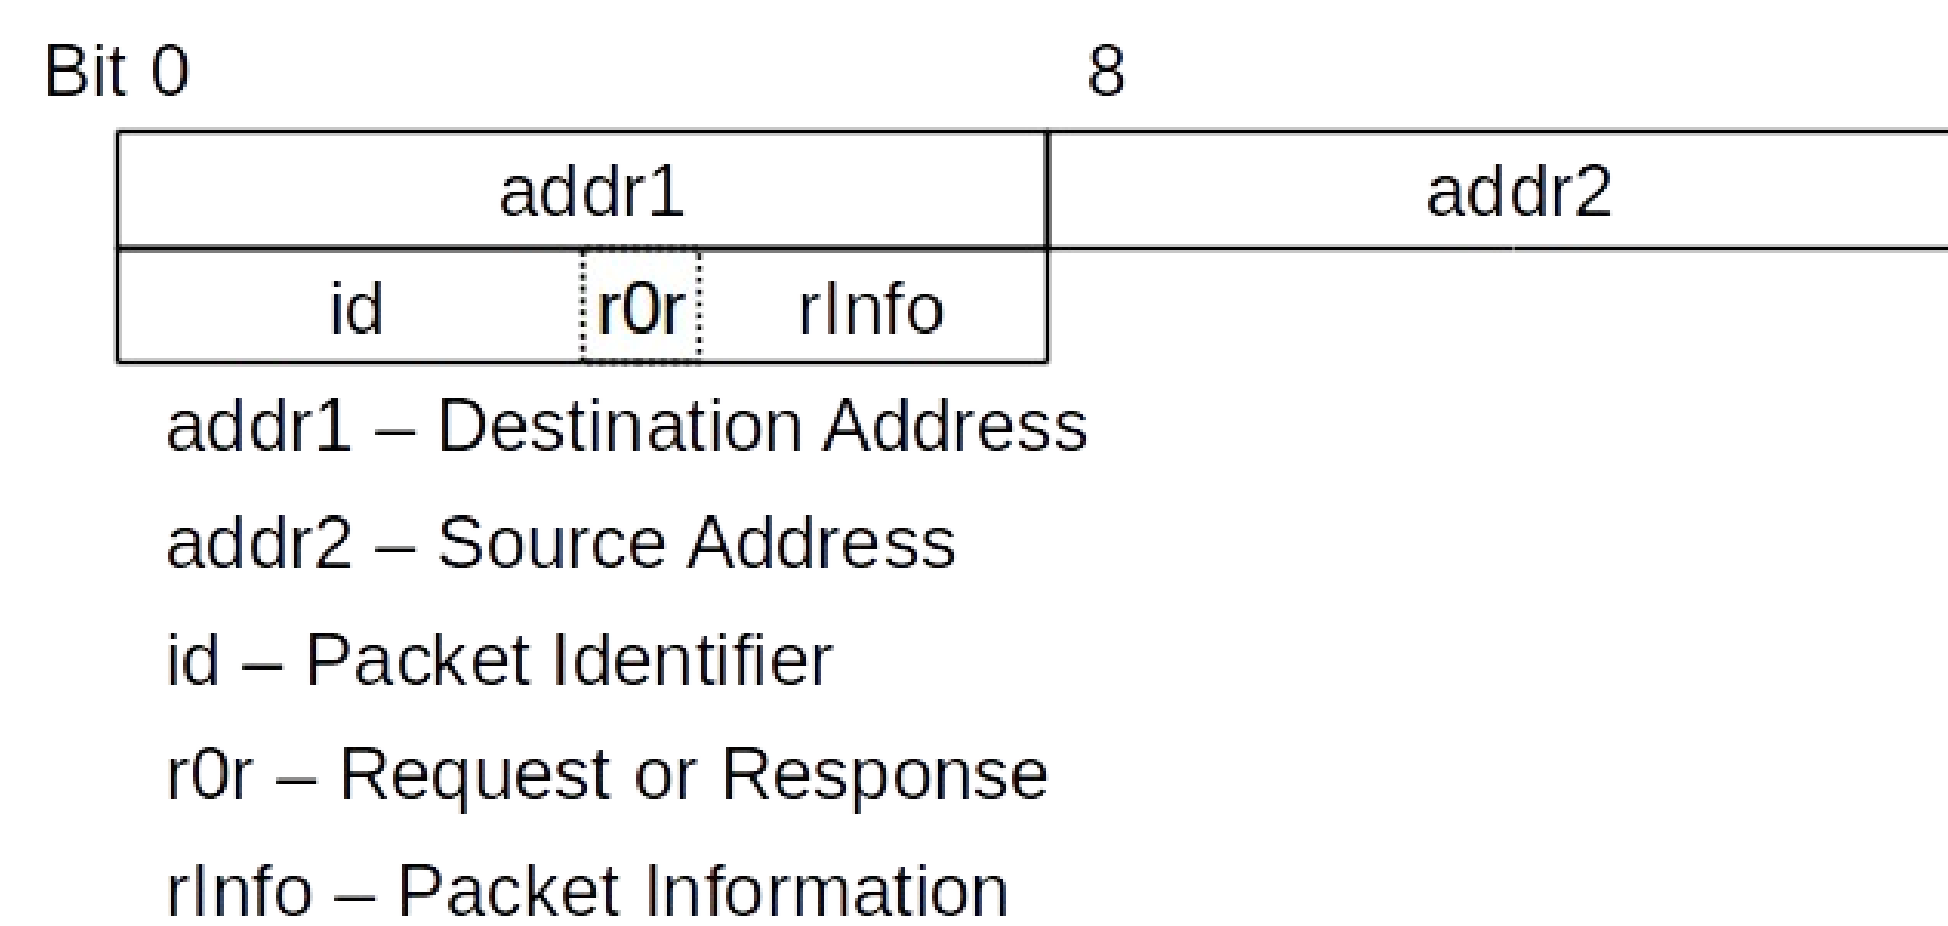 Bit 0 8
addr1 addr2
id r0r rInfo
addr1 – Destination Address
addr2 – Source Address
id – Packet Identifier
r0r – Request or Response
rInfo – Packet Information